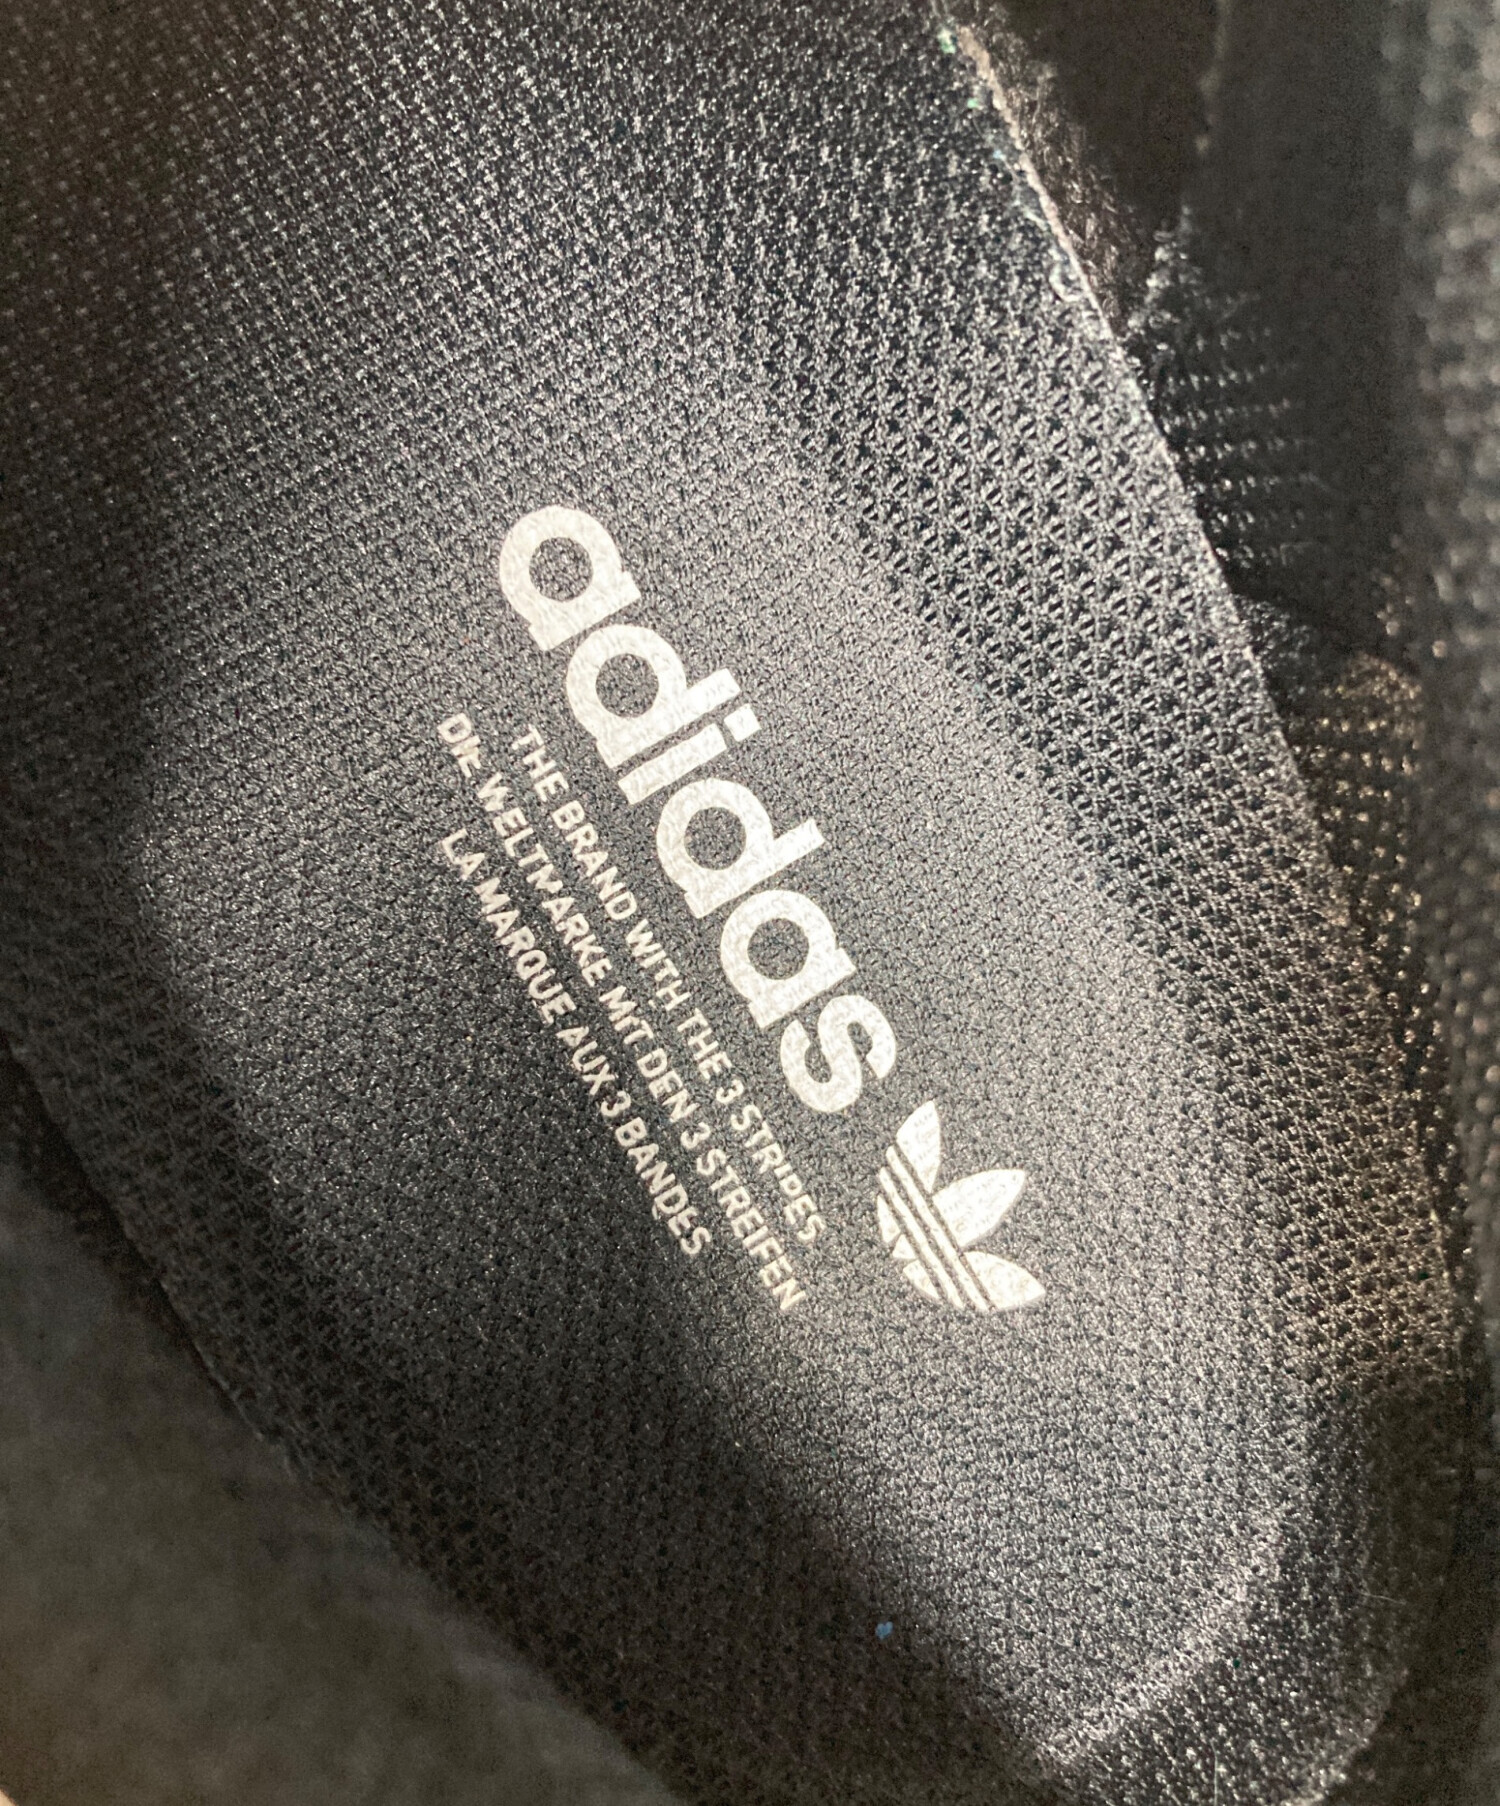 adidas
THE BRAND WITH THE 3 STRIPES
DIE WELTMARKE MIT DEN 3 STREIFEN
LA MARQUE AUX 3 BANDES